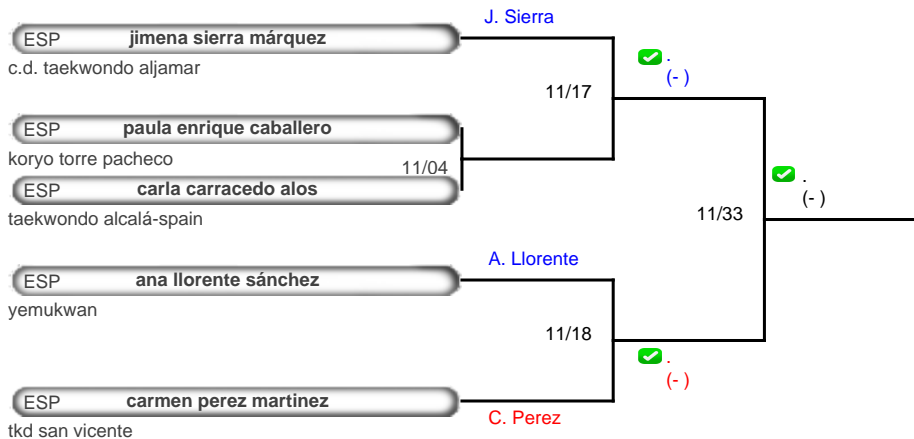 J. Sierra
ESP jimena sierra márquez
c.d. taekwondo aljamar
.
(- )
11/17
ESP paula enrique caballero
koryo torre pacheco
11/04
ESP carla carracedo alos
taekwondo alcalá-spain
.
(- )
11/33
A. Llorente
ESP ana llorente sánchez
yemukwan
11/18
.
(- )
ESP carmen perez martinez
C. Perez
tkd san vicente